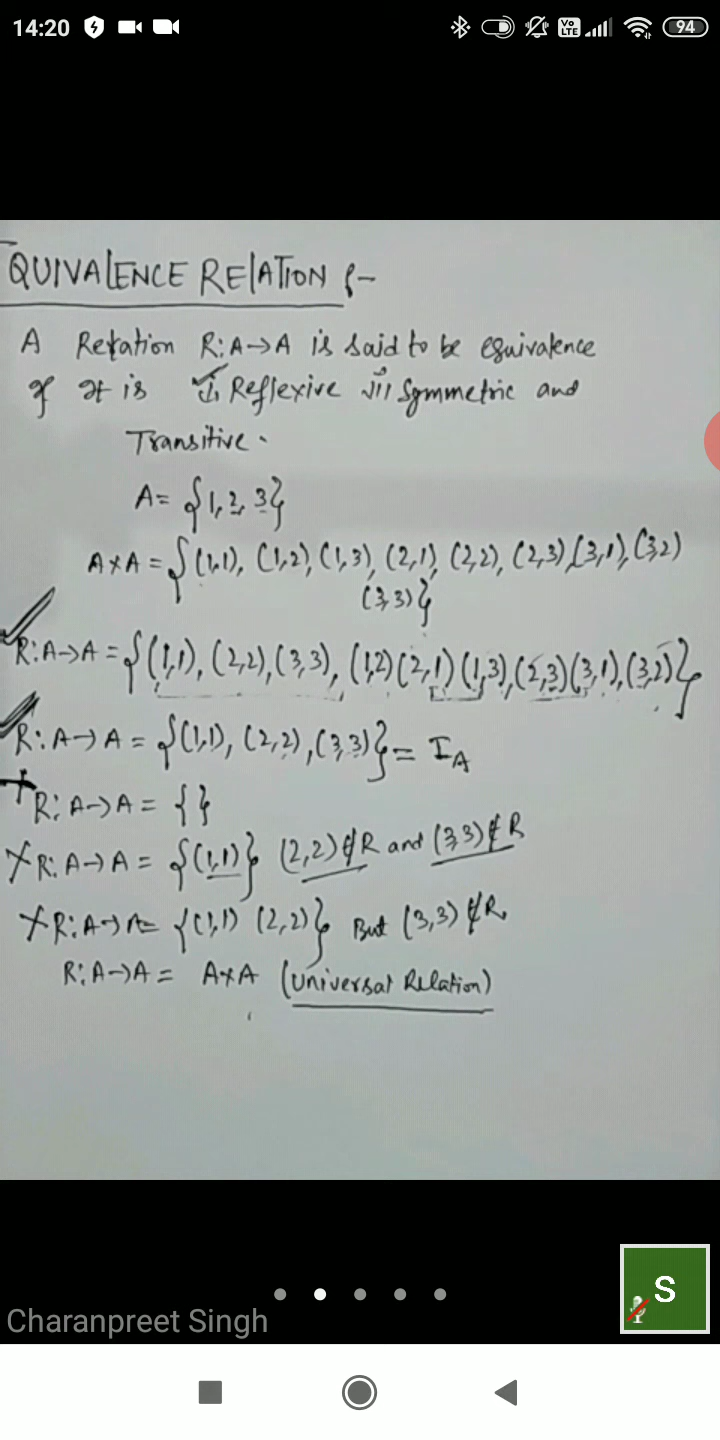 14:20 Vo LTE 94
QUIVALENCE RELATION :-
A Relation R:A→A is said to be equivalence
if It is (i) Reflexive (ii) Symmetric and
Transitive.
A= {1, 2, 3}
A×A = {(1,1), (1,2), (1,3), (2,1), (2,2), (2,3), (3,1), (3,2)
(3,3)}
R:A→A = {(1,1), (2,2), (3,3), (1,2) (2,1) (1,3), (2,3) (3,1), (3,2)}
R: A→A = {(1,1), (2,2), (3,3)} = I_A
R: A→A = { }
×R: A→A = {(1,1)} (2,2)∉R and (3,3)∉R
×R: A→A= {(1,1) (2,2)} But (3,3)∉R.
R: A→A = A×A (Universal Relation)
S
Charanpreet Singh